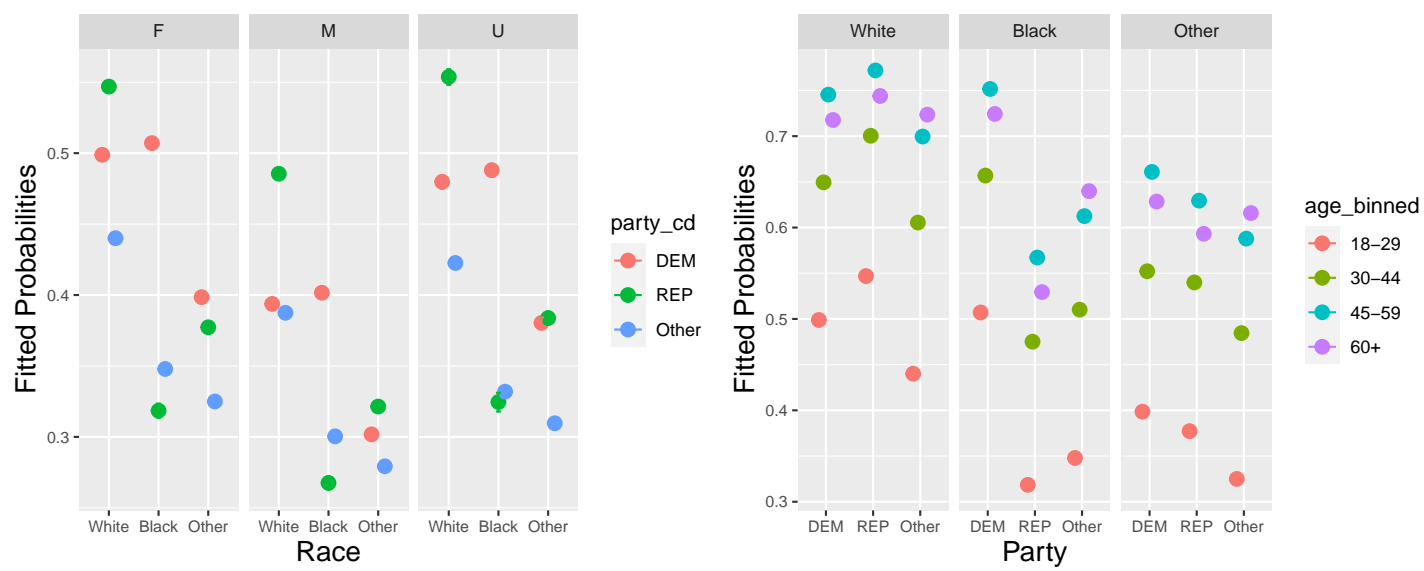 F M U
Fitted Probabilities
0.5
0.4
0.3
White Black Other White Black Other White Black Other
Race
party_cd
DEM
REP
Other
White Black Other
Fitted Probabilities
0.7
0.6
0.5
0.4
0.3
DEM REP Other DEM REP Other DEM REP Other
Party
age_binned
18−29
30−44
45−59
60+